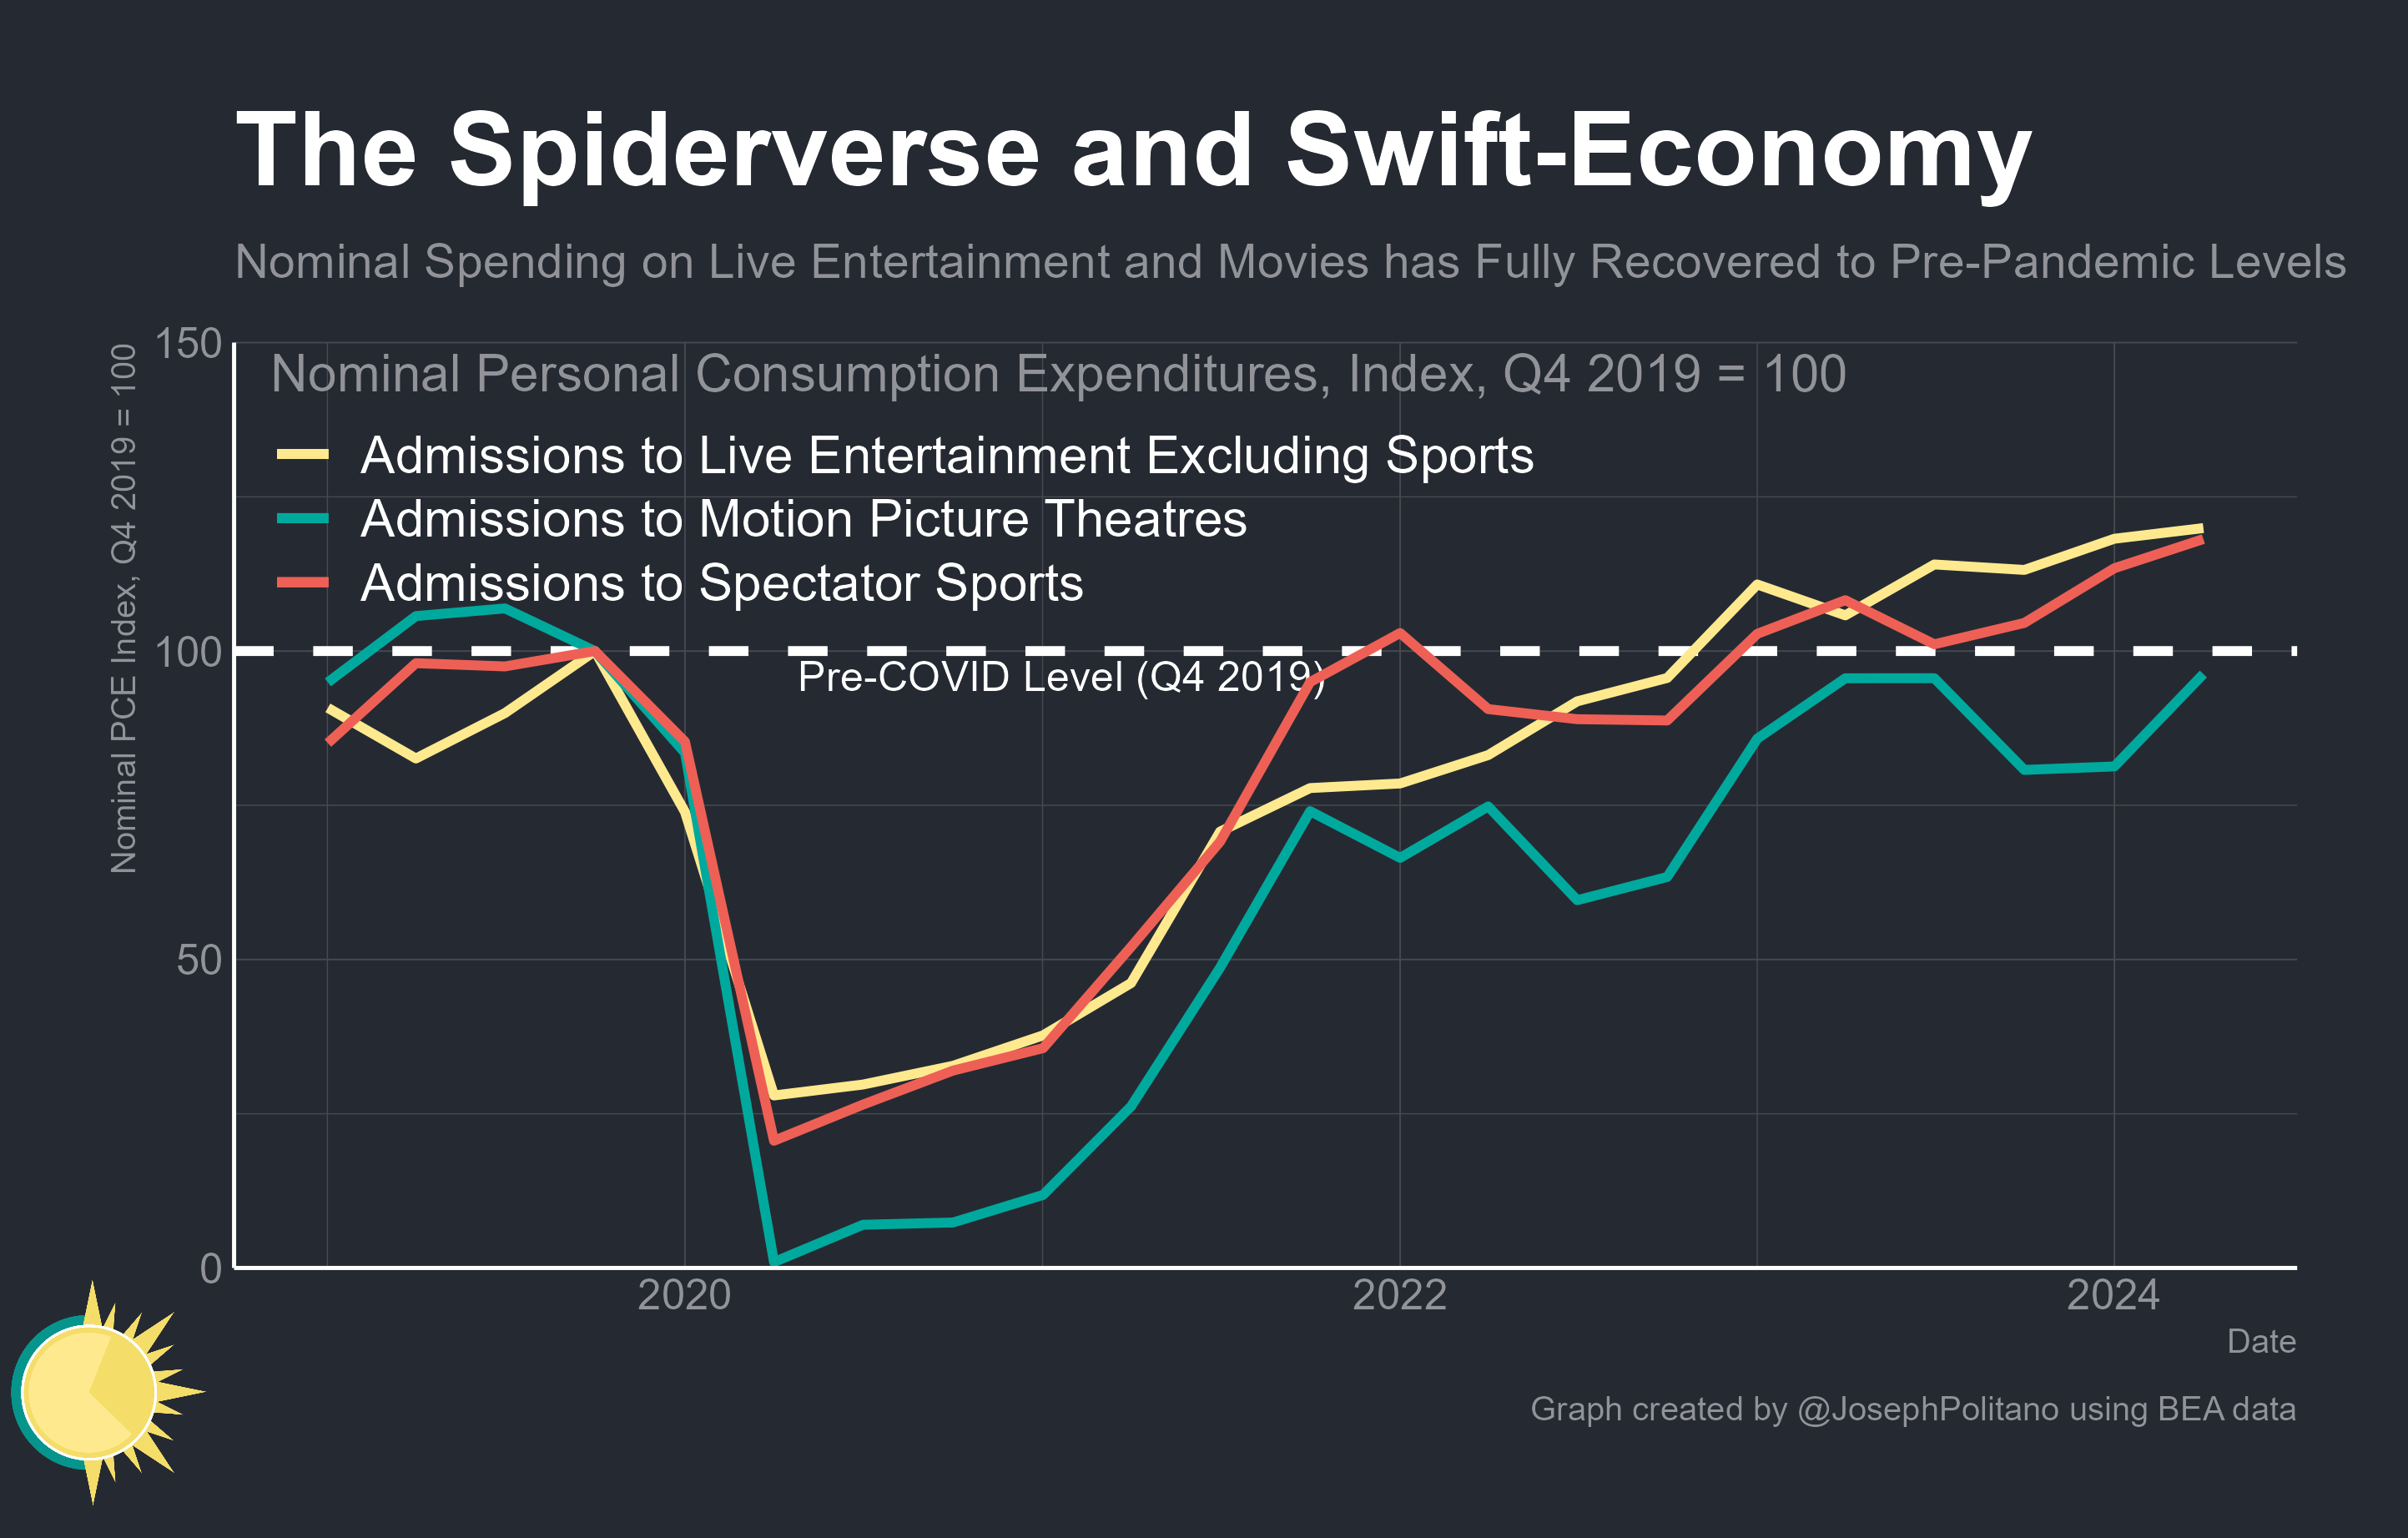 The Spiderverse and Swift-Economy
Nominal Spending on Live Entertainment and Movies has Fully Recovered to Pre-Pandemic Levels
Nominal PCE Index, Q4 2019 = 100
150
100
50
0
Nominal Personal Consumption Expenditures, Index, Q4 2019 = 100
Admissions to Live Entertainment Excluding Sports
Admissions to Motion Picture Theatres
Admissions to Spectator Sports
Pre-COVID Level (Q4 2019)
2020 2022 2024
Date
Graph created by @JosephPolitano using BEA data